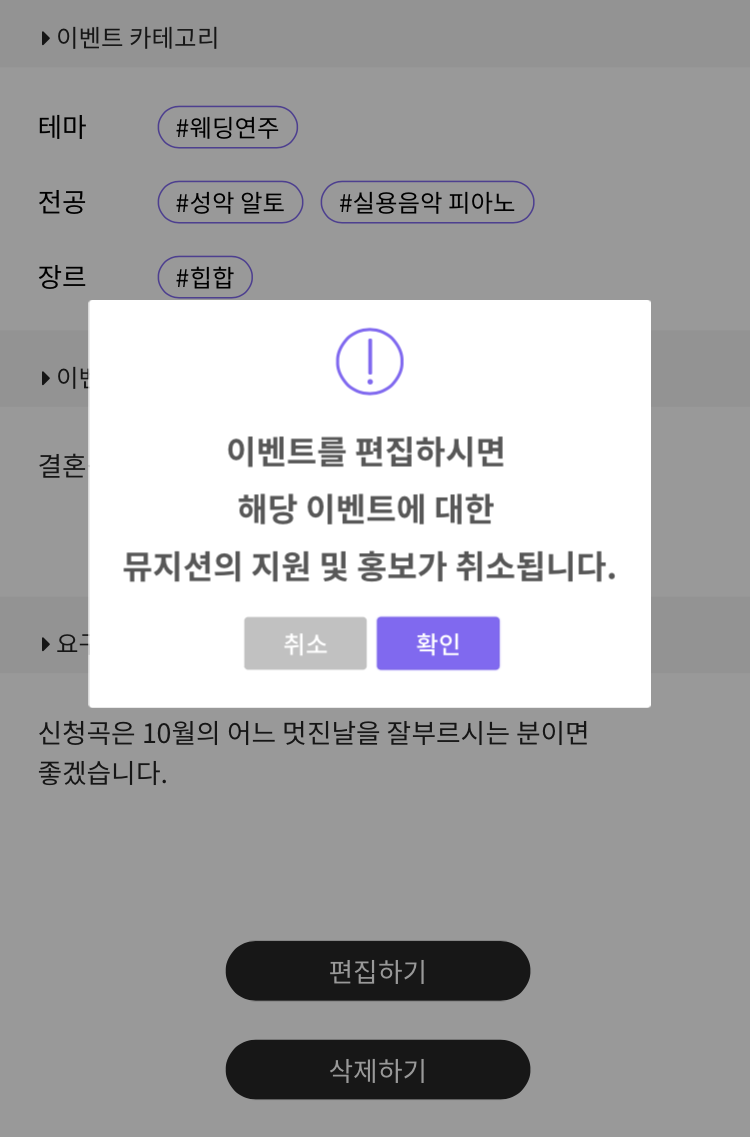 이벤트 카테고리
테마 #웨딩연주
전공 #성악 알토 #실용음악 피아노
장르 #힙합
이벤트를 편집하시면
해당 이벤트에 대한
뮤지션의 지원 및 홍보가 취소됩니다.
취소 확인
결혼
신청곡은 10월의 어느 멋진날을 잘부르시는 분이면
좋겠습니다.
편집하기
삭제하기